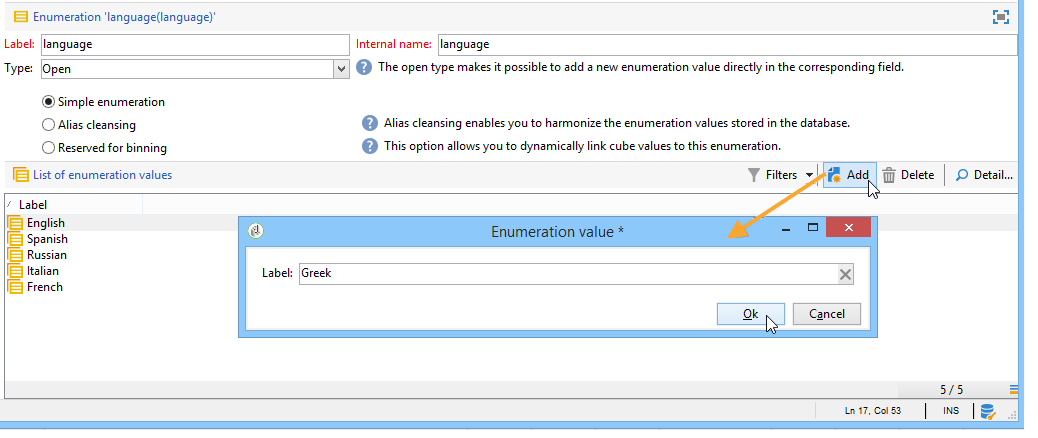 Enumeration 'language(language)'
Label: language Internal name: language
Type: Open ? The open type makes it possible to add a new enumeration value directly in the corresponding field.
Simple enumeration
Alias cleansing ? Alias cleansing enables you to harmonize the enumeration values stored in the database.
Reserved for binning ? This option allows you to dynamically link cube values to this enumeration.
List of enumeration values Filters Add Delete Detail...
Label
English
Spanish
Russian
Italian
French
Enumeration value *
Label: Greek
Ok Cancel
5 / 5
Ln 17, Col 53 INS